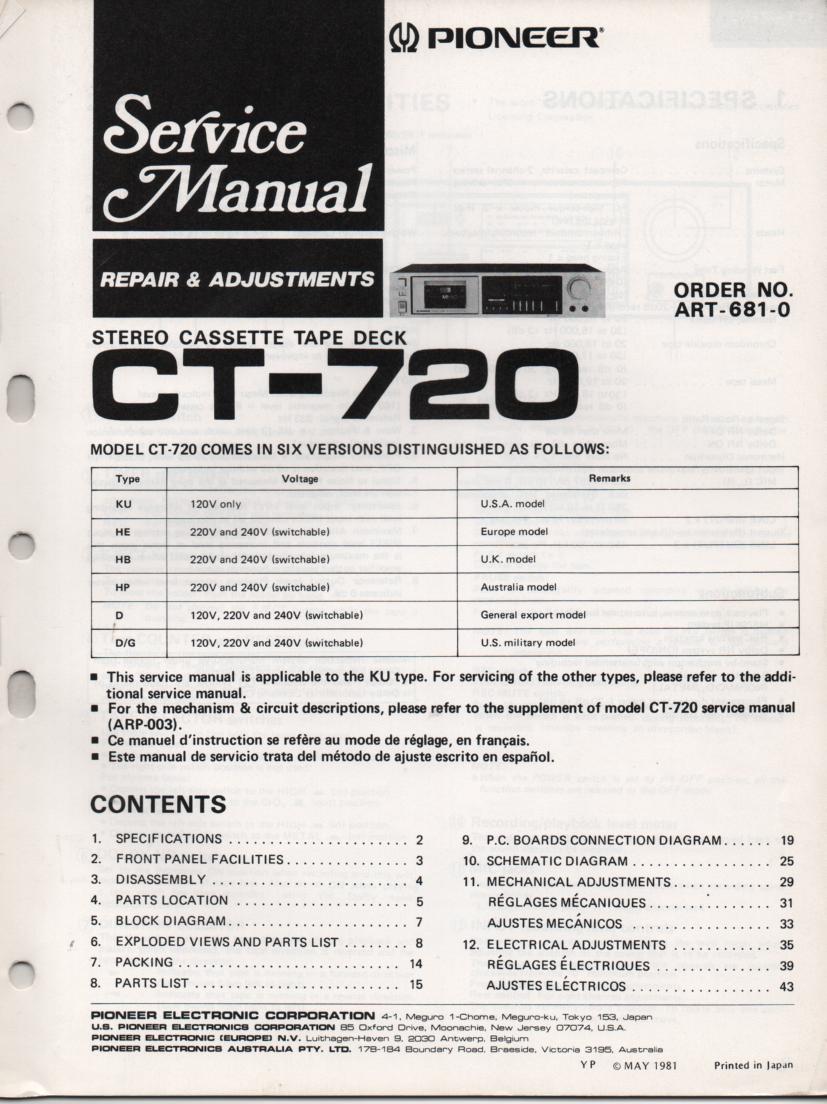 PIONEER®
Service
Manual
REPAIR & ADJUSTMENTS
ORDER NO.
ART-681-0
STEREO CASSETTE TAPE DECK
CT-720
MODEL CT-720 COMES IN SIX VERSIONS DISTINGUISHED AS FOLLOWS:
Type Voltage Remarks
KU 120V only U.S.A. model
HE 220V and 240V (switchable) Europe model
HB 220V and 240V (switchable) U.K. model
HP 220V and 240V (switchable) Australia model
D 120V, 220V and 240V (switchable) General export model
D/G 120V, 220V and 240V (switchable) U.S. military model
■ This service manual is applicable to the KU type. For servicing of the other types, please refer to the addi-
tional service manual.
■ For the mechanism & circuit descriptions, please refer to the supplement of model CT-720 service manual
(ARP-003).
■ Ce manuel d'instruction se refère au mode de réglage, en français.
■ Este manual de servicio trata del método de ajuste escrito en español.
CONTENTS
1. SPECIFICATIONS . . . . . . . . . . . . . . . . . . . . . 2
2. FRONT PANEL FACILITIES . . . . . . . . . . . . . . 3
3. DISASSEMBLY . . . . . . . . . . . . . . . . . . . . . . . 4
4. PARTS LOCATION . . . . . . . . . . . . . . . . . . . . 5
5. BLOCK DIAGRAM . . . . . . . . . . . . . . . . . . . . . 7
6. EXPLODED VIEWS AND PARTS LIST . . . . . . . . 8
7. PACKING . . . . . . . . . . . . . . . . . . . . . . . . . . . 14
8. PARTS LIST . . . . . . . . . . . . . . . . . . . . . . . . . 15
9. P.C. BOARDS CONNECTION DIAGRAM . . . . . . 19
10. SCHEMATIC DIAGRAM . . . . . . . . . . . . . . . . 25
11. MECHANICAL ADJUSTMENTS . . . . . . . . . . . . 29
RÉGLAGES MÉCANIQUES . . . . . . . . . . . . . . 31
AJUSTES MECÁNICOS . . . . . . . . . . . . . . . . 33
12. ELECTRICAL ADJUSTMENTS . . . . . . . . . . . . 35
RÉGLAGES ÉLECTRIQUES . . . . . . . . . . . . . 39
AJUSTES ELÉCTRICOS . . . . . . . . . . . . . . . . 43
PIONEER ELECTRONIC CORPORATION 4-1, Meguro 1-Chome, Meguro-ku, Tokyo 153, Japan
U.S. PIONEER ELECTRONICS CORPORATION 85 Oxford Drive, Moonachie, New Jersey 07074, U.S.A.
PIONEER ELECTRONIC (EUROPE) N.V. Luithagen-Haven 9, 2030 Antwerp, Belgium
PIONEER ELECTRONICS AUSTRALIA PTY. LTD. 178-184 Boundary Road, Braeside, Victoria 3195, Australia
YP © MAY 1981 Printed in Japan